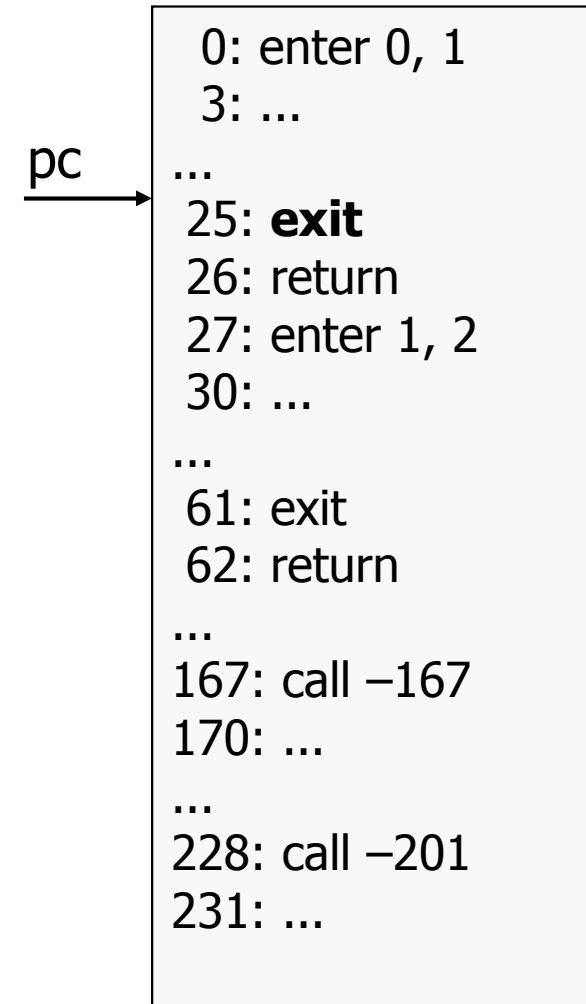 0: enter 0, 1
3: ...
pc
...
25: exit
26: return
27: enter 1, 2
30: ...
...
61: exit
62: return
...
167: call –167
170: ...
...
228: call –201
231: ...